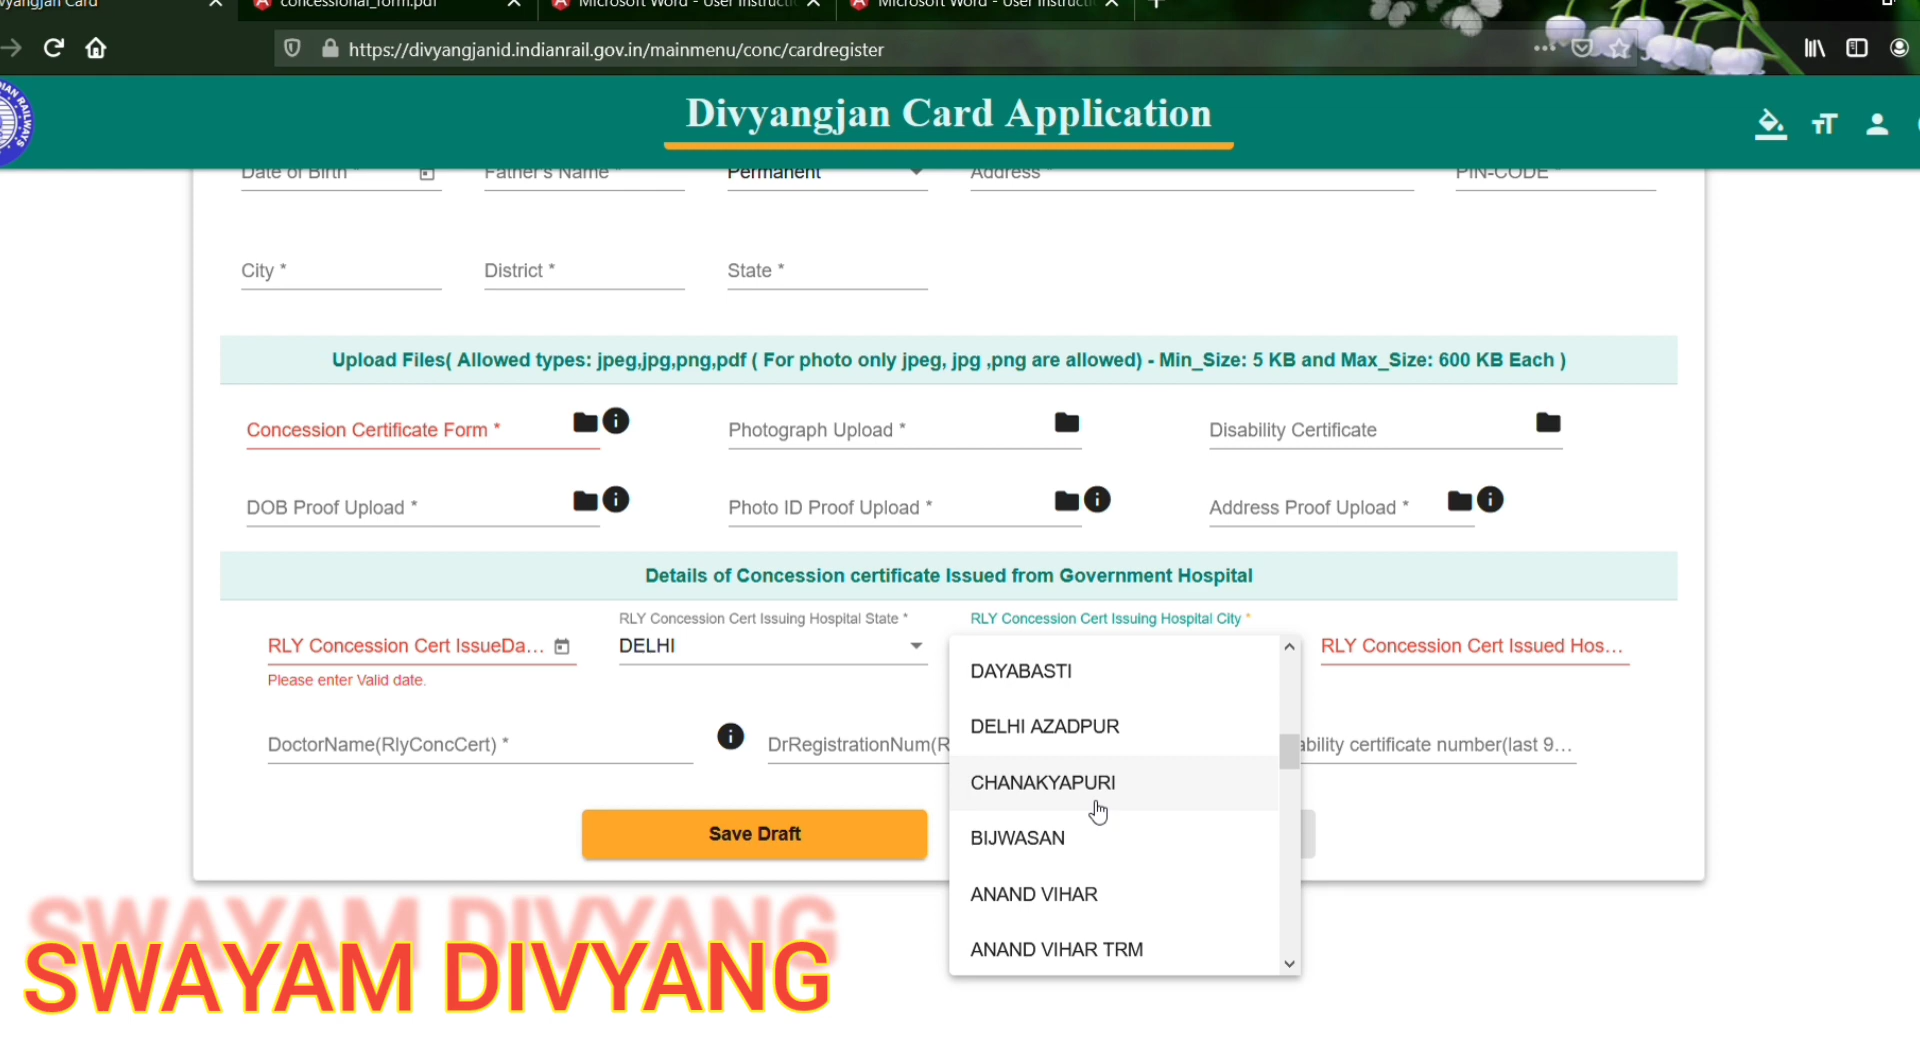 vyangjan Card
concessional_form.pdf
Microsoft Word - User Instructi
Microsoft Word - User Instructi
https://divyangjanid.indianrail.gov.in/mainmenu/conc/cardregister
Divyangjan Card Application
Date of Birth *
Father's Name *
Permanent
Address *
PIN-CODE *
City *
District *
State *
Upload Files( Allowed types: jpeg,jpg,png,pdf ( For photo only jpeg, jpg ,png are allowed) - Min_Size: 5 KB and Max_Size: 600 KB Each )
Concession Certificate Form *
Photograph Upload *
Disability Certificate
DOB Proof Upload *
Photo ID Proof Upload *
Address Proof Upload *
Details of Concession certificate Issued from Government Hospital
RLY Concession Cert Issuing Hospital State *
RLY Concession Cert Issuing Hospital City *
RLY Concession Cert IssueDa...
DELHI
RLY Concession Cert Issued Hos...
Please enter Valid date.
DAYABASTI
DELHI AZADPUR
DoctorName(RlyConcCert) *
DrRegistrationNum(R
ability certificate number(last 9...
CHANAKYAPURI
Save Draft
BIJWASAN
ANAND VIHAR
ANAND VIHAR TRM
SWAYAM DIVYANG